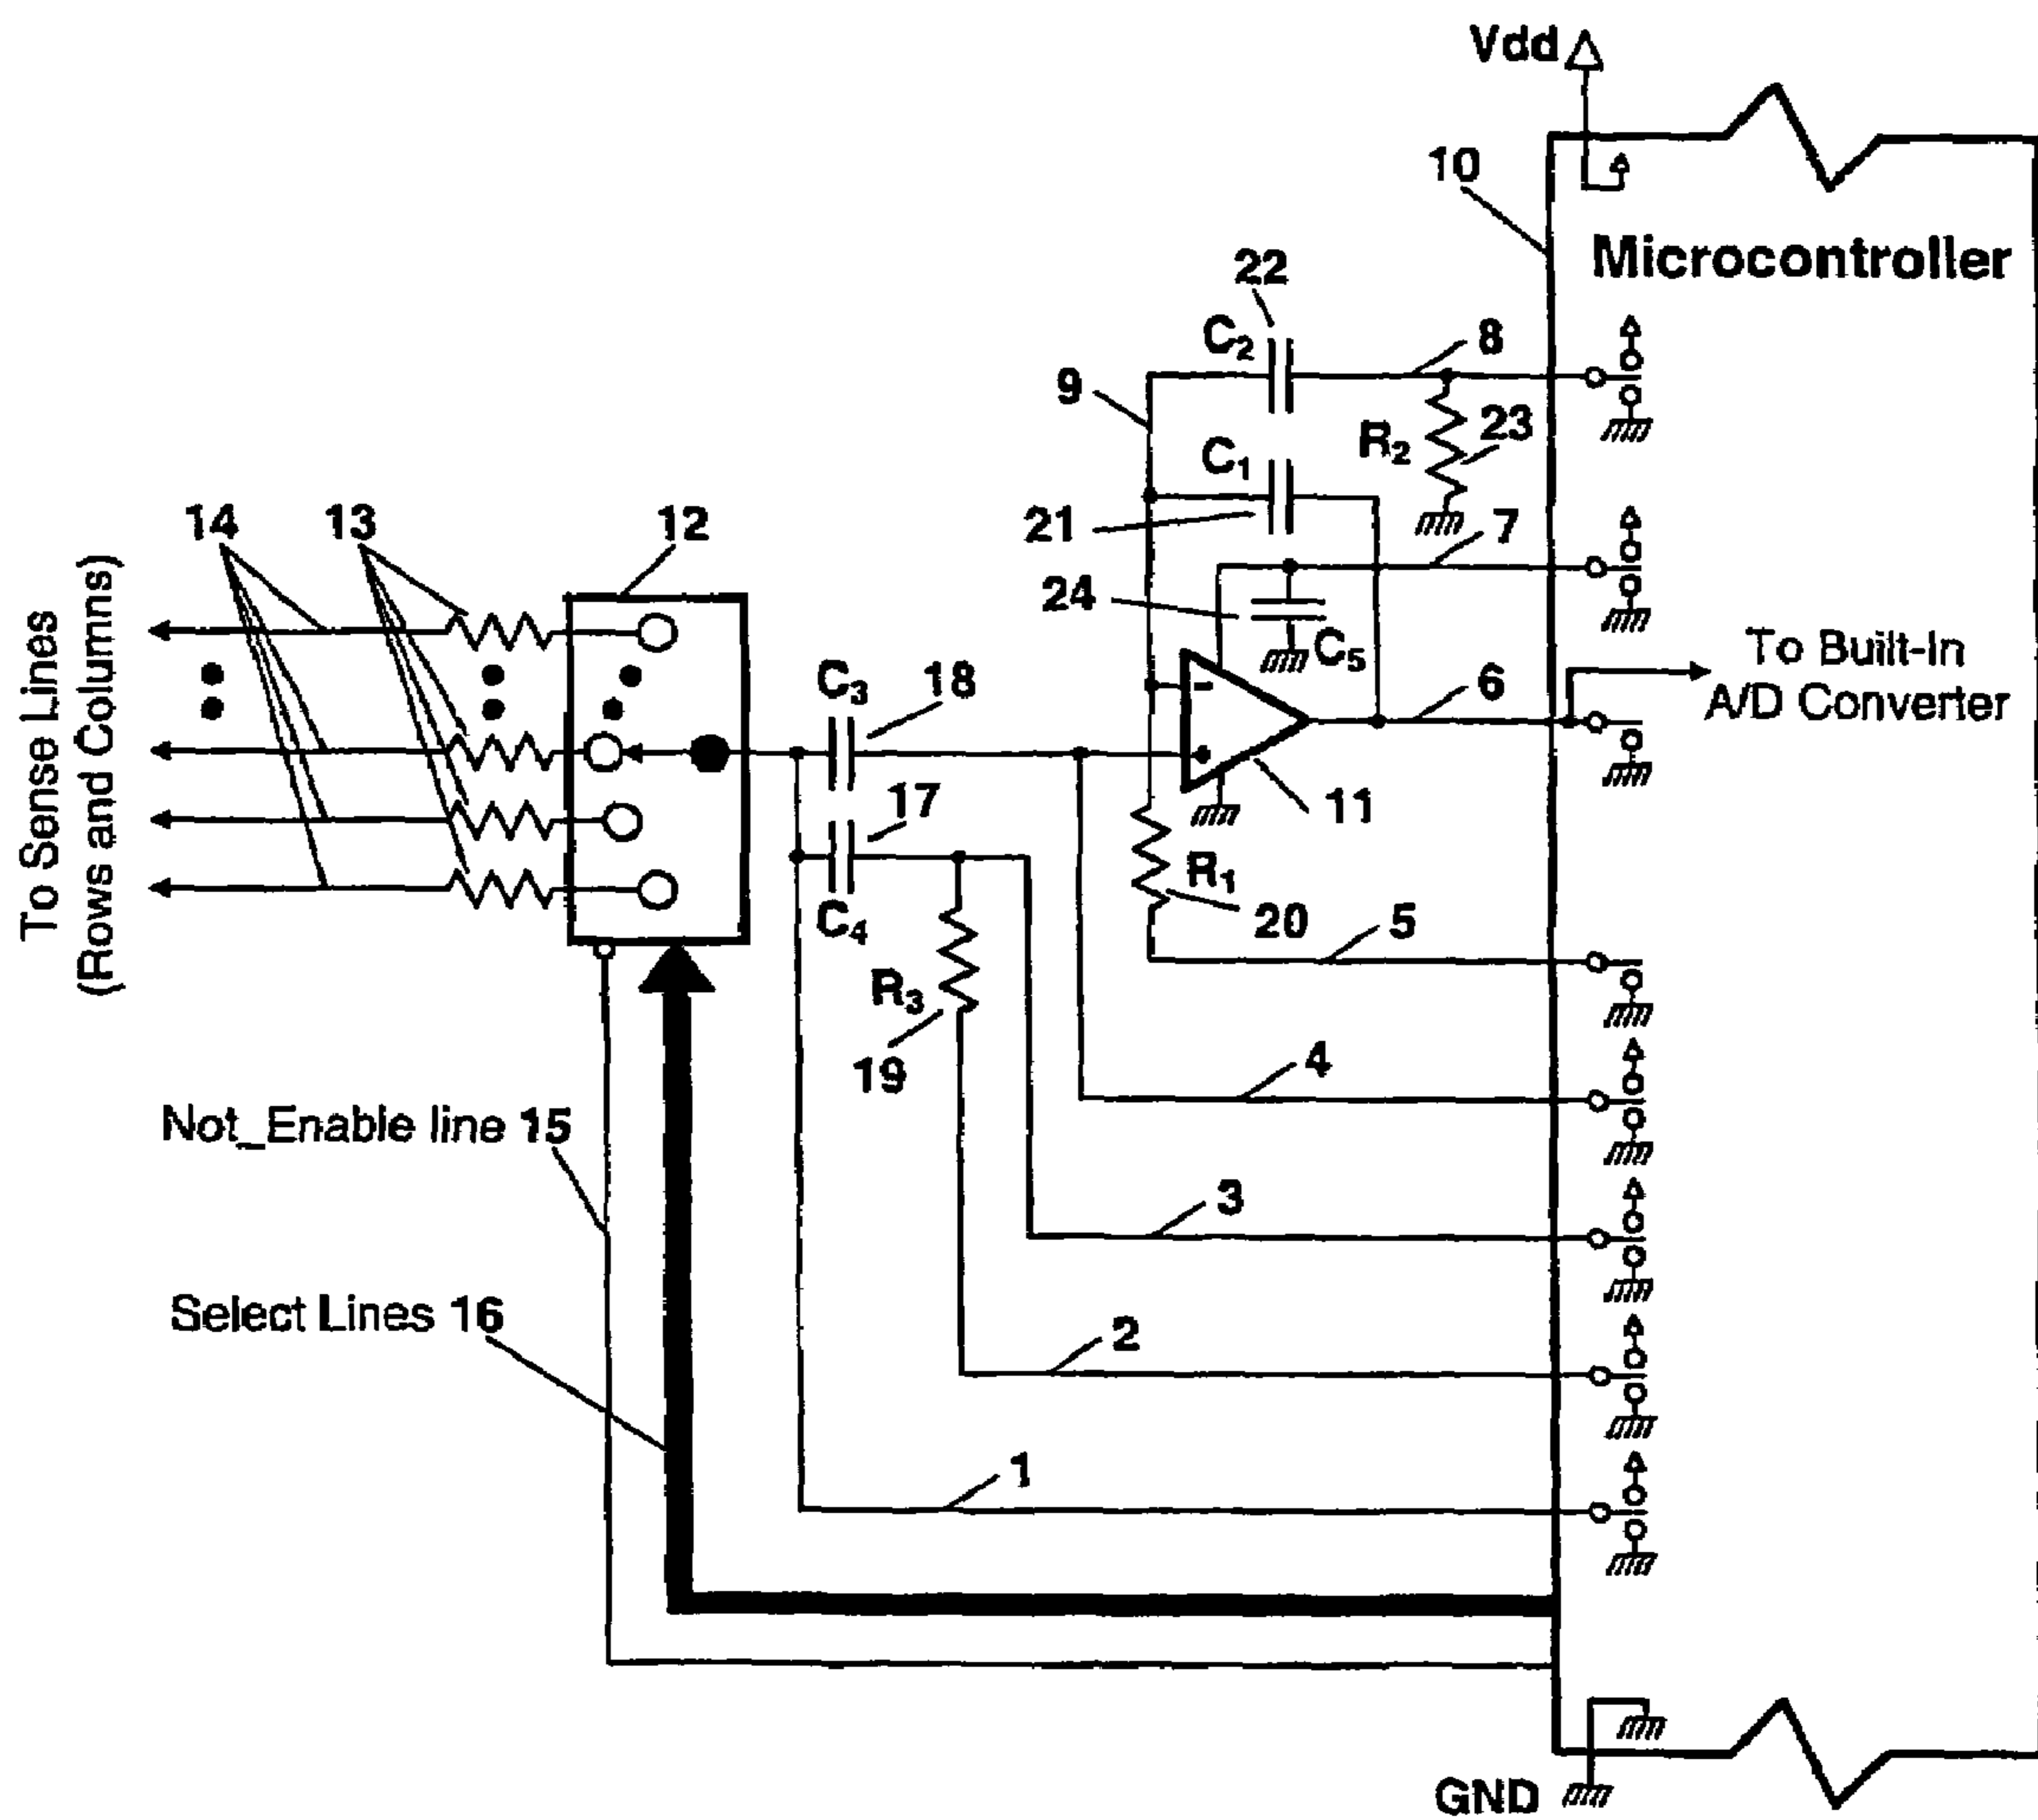 Vdd
10
Microcontroller
22
C2
8
9
R2
23
C1
21
7
14
13
12
24
C5
To Built-In
A/D Converter
6
To Sense Lines
(Rows and Columns)
C3
18
-
+
11
17
C4
R1
20
5
R3
19
4
Not_Enable line 15
3
Select Lines 16
2
1
GND